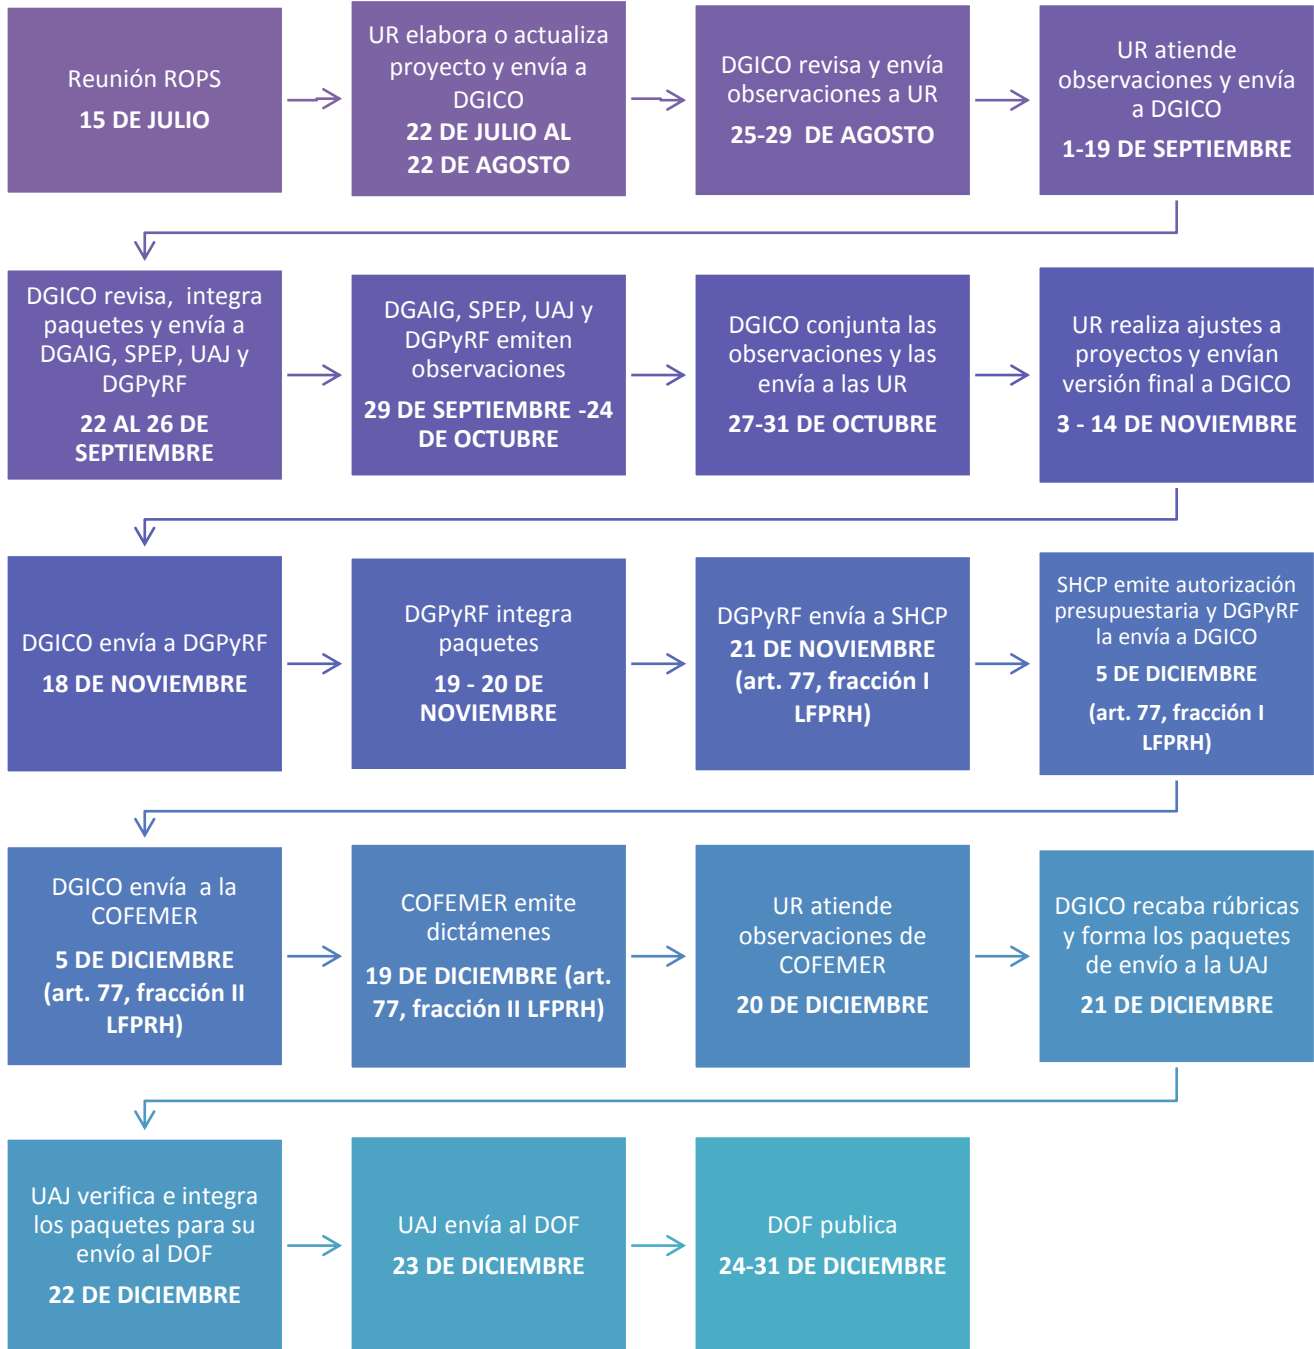 Reunión ROPS
15 DE JULIO
UR elabora o actualiza
proyecto y envía a
DGICO
22 DE JULIO AL
22 DE AGOSTO
DGICO revisa y envía
observaciones a UR
25-29 DE AGOSTO
UR atiende
observaciones y envía
a DGICO
1-19 DE SEPTIEMBRE
DGICO revisa, integra
paquetes y envía a
DGAIG, SPEP, UAJ y
DGPyRF
22 AL 26 DE
SEPTIEMBRE
DGAIG, SPEP, UAJ y
DGPyRF emiten
observaciones
29 DE SEPTIEMBRE -24
DE OCTUBRE
DGICO conjunta las
observaciones y las
envía a las UR
27-31 DE OCTUBRE
UR realiza ajustes a
proyectos y envían
versión final a DGICO
3 - 14 DE NOVIEMBRE
DGICO envía a DGPyRF
18 DE NOVIEMBRE
DGPyRF integra
paquetes
19 - 20 DE
NOVIEMBRE
DGPyRF envía a SHCP
21 DE NOVIEMBRE
(art. 77, fracción I
LFPRH)
SHCP emite autorización
presupuestaria y DGPyRF
la envía a DGICO
5 DE DICIEMBRE
(art. 77, fracción I
LFPRH)
DGICO envía a la
COFEMER
5 DE DICIEMBRE
(art. 77, fracción II
LFPRH)
COFEMER emite
dictámenes
19 DE DICIEMBRE (art.
77, fracción II LFPRH)
UR atiende
observaciones de
COFEMER
20 DE DICIEMBRE
DGICO recaba rúbricas
y forma los paquetes
de envío a la UAJ
21 DE DICIEMBRE
UAJ verifica e integra
los paquetes para su
envío al DOF
22 DE DICIEMBRE
UAJ envía al DOF
23 DE DICIEMBRE
DOF publica
24-31 DE DICIEMBRE